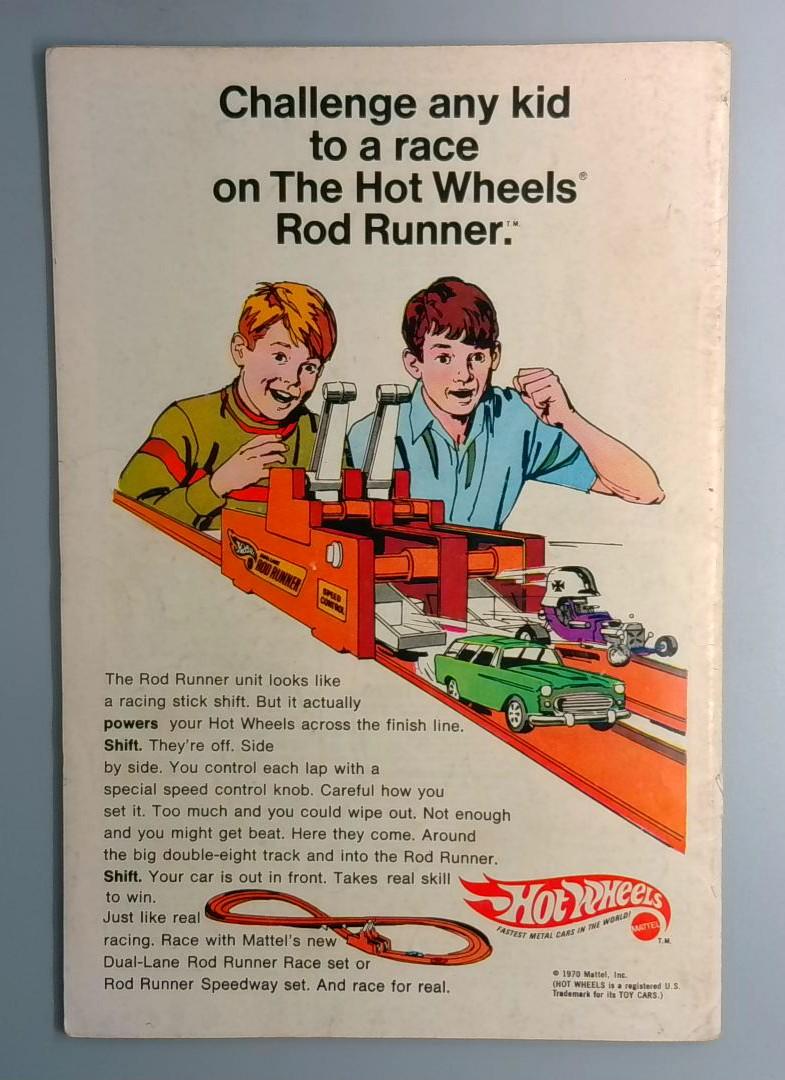 Challenge any kid
to a race
on The Hot Wheels®
Rod Runner.T.M.
ROD RUNNER
SPEED
CONTROL
The Rod Runner unit looks like
a racing stick shift. But it actually
powers your Hot Wheels across the finish line.
Shift. They're off. Side
by side. You control each lap with a
special speed control knob. Careful how you
set it. Too much and you could wipe out. Not enough
and you might get beat. Here they come. Around
the big double-eight track and into the Rod Runner.
Shift. Your car is out in front. Takes real skill
to win.
Just like real
racing. Race with Mattel's new
Dual-Lane Rod Runner Race set or
Rod Runner Speedway set. And race for real.
HOT WHEELS
FASTEST METAL CARS IN THE WORLD!
MATTEL
T.M.
© 1970 Mattel, Inc.
(HOT WHEELS is a registered U.S.
Trademark for its TOY CARS.)